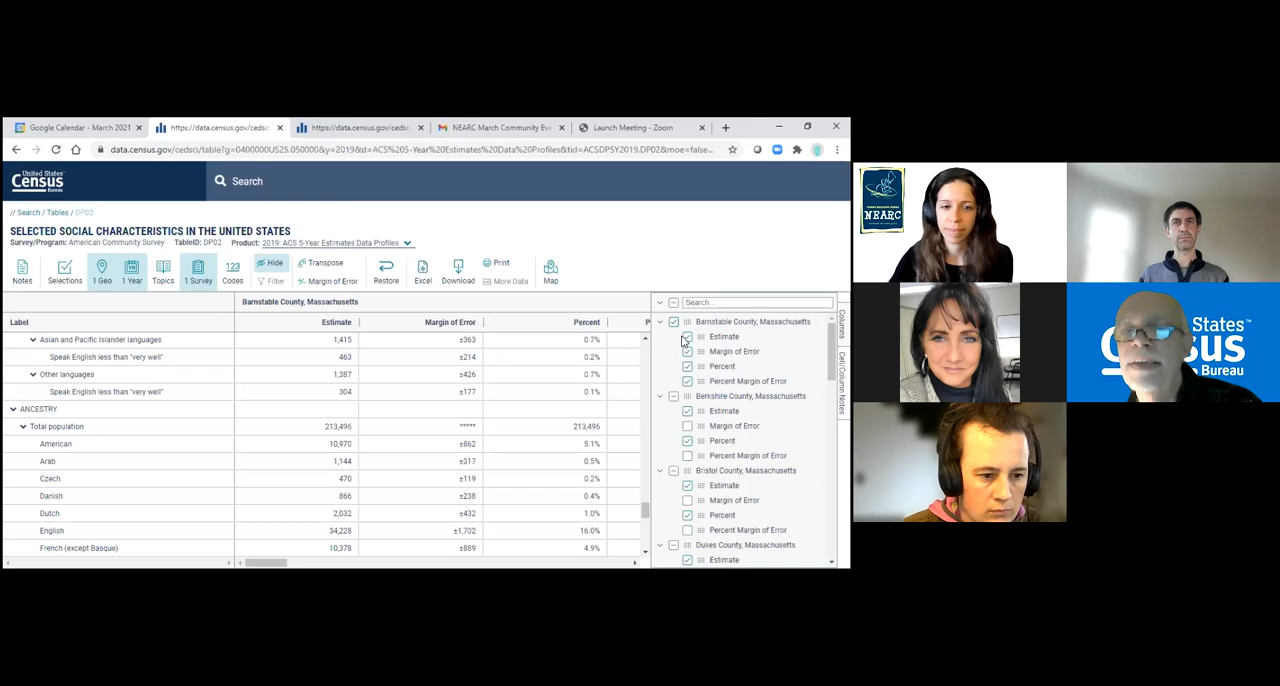 Google Calendar - March 2021
https://data.census.gov/cedsc
https://data.census.gov/cedsc
NEARC March Community Eve
Launch Meeting - Zoom
data.census.gov/cedsci/table?g=0400000US25.050000&y=2019&d=ACS%205-Year%20Estimates%20Data%20Profiles&tid=ACSDP5Y2019.DP02&moe=false...
United States®
Census
Bureau
Search
// Search / Tables / DP02
SELECTED SOCIAL CHARACTERISTICS IN THE UNITED STATES
Survey/Program: American Community Survey TableID: DP02 Product: 2019: ACS 5-Year Estimates Data Profiles
Notes
Selections
1 Geo
1 Year
Topics
1 Survey
123
Codes
Hide
Transpose
Filter
Margin of Error
Restore
Excel
Download
Print
More Data
Map
Barnstable County, Massachusetts
Label Estimate Margin of Error Percent P
Asian and Pacific Islander languages 1,415 ±363 0.7%
Speak English less than "very well" 463 ±214 0.2%
Other languages 1,387 ±426 0.7%
Speak English less than "very well" 304 ±177 0.1%
ANCESTRY
Total population 213,496 ***** 213,496
American 10,970 ±862 5.1%
Arab 1,144 ±317 0.5%
Czech 470 ±119 0.2%
Danish 866 ±238 0.4%
Dutch 2,032 ±432 1.0%
English 34,228 ±1,702 16.0%
French (except Basque) 10,378 ±889 4.9%
Search...
Barnstable County, Massachusetts
Estimate
Margin of Error
Percent
Percent Margin of Error
Berkshire County, Massachusetts
Estimate
Margin of Error
Percent
Percent Margin of Error
Bristol County, Massachusetts
Estimate
Margin of Error
Percent
Percent Margin of Error
Dukes County, Massachusetts
Estimate
Columns
Cell/Column Notes
NEARC
States™
C sus
Bureau